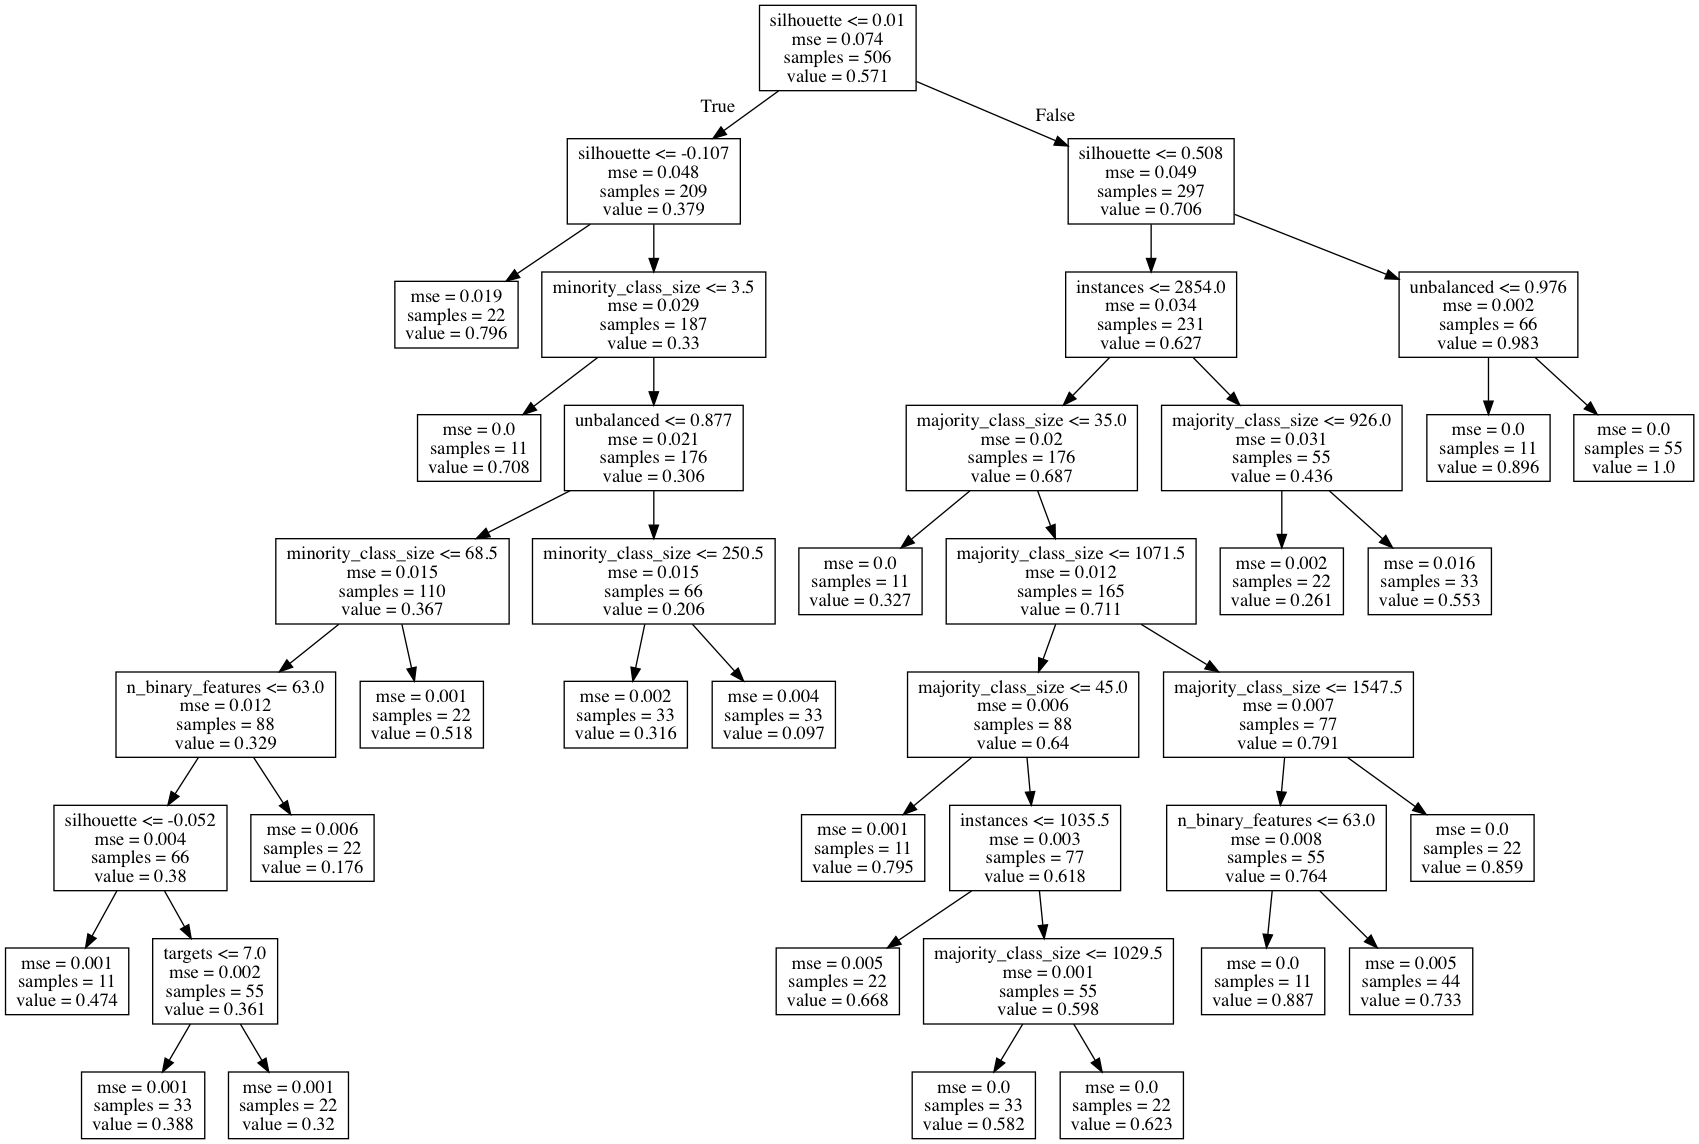 silhouette <= 0.01
mse = 0.074
samples = 506
value = 0.571
True
False
silhouette <= -0.107
mse = 0.048
samples = 209
value = 0.379
silhouette <= 0.508
mse = 0.049
samples = 297
value = 0.706
mse = 0.019
samples = 22
value = 0.796
minority_class_size <= 3.5
mse = 0.029
samples = 187
value = 0.33
instances <= 2854.0
mse = 0.034
samples = 231
value = 0.627
unbalanced <= 0.976
mse = 0.002
samples = 66
value = 0.983
mse = 0.0
samples = 11
value = 0.708
unbalanced <= 0.877
mse = 0.021
samples = 176
value = 0.306
majority_class_size <= 35.0
mse = 0.02
samples = 176
value = 0.687
majority_class_size <= 926.0
mse = 0.031
samples = 55
value = 0.436
mse = 0.0
samples = 11
value = 0.896
mse = 0.0
samples = 55
value = 1.0
minority_class_size <= 68.5
mse = 0.015
samples = 110
value = 0.367
minority_class_size <= 250.5
mse = 0.015
samples = 66
value = 0.206
mse = 0.0
samples = 11
value = 0.327
majority_class_size <= 1071.5
mse = 0.012
samples = 165
value = 0.711
mse = 0.002
samples = 22
value = 0.261
mse = 0.016
samples = 33
value = 0.553
n_binary_features <= 63.0
mse = 0.012
samples = 88
value = 0.329
mse = 0.001
samples = 22
value = 0.518
mse = 0.002
samples = 33
value = 0.316
mse = 0.004
samples = 33
value = 0.097
majority_class_size <= 45.0
mse = 0.006
samples = 88
value = 0.64
majority_class_size <= 1547.5
mse = 0.007
samples = 77
value = 0.791
silhouette <= -0.052
mse = 0.004
samples = 66
value = 0.38
mse = 0.006
samples = 22
value = 0.176
mse = 0.001
samples = 11
value = 0.795
instances <= 1035.5
mse = 0.003
samples = 77
value = 0.618
n_binary_features <= 63.0
mse = 0.008
samples = 55
value = 0.764
mse = 0.0
samples = 22
value = 0.859
mse = 0.001
samples = 11
value = 0.474
targets <= 7.0
mse = 0.002
samples = 55
value = 0.361
mse = 0.005
samples = 22
value = 0.668
majority_class_size <= 1029.5
mse = 0.001
samples = 55
value = 0.598
mse = 0.0
samples = 11
value = 0.887
mse = 0.005
samples = 44
value = 0.733
mse = 0.001
samples = 33
value = 0.388
mse = 0.001
samples = 22
value = 0.32
mse = 0.0
samples = 33
value = 0.582
mse = 0.0
samples = 22
value = 0.623